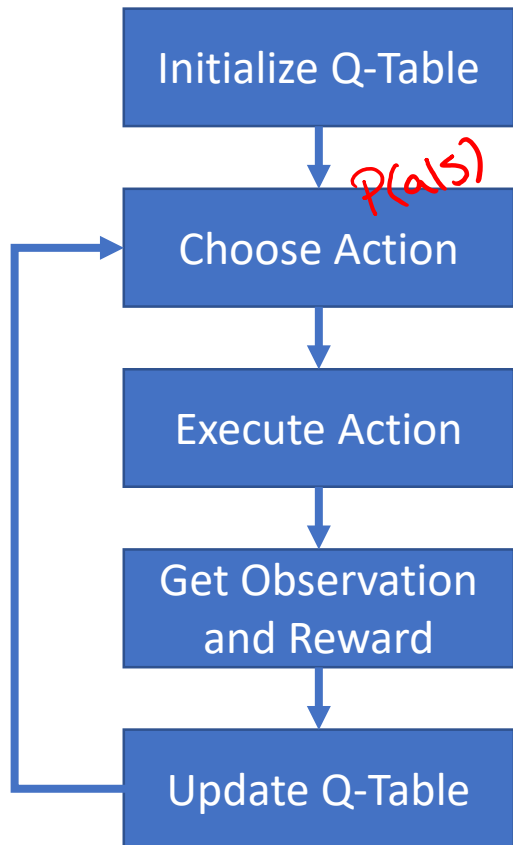 Initialize Q-Table
P(a|s)
Choose Action
Execute Action
Get Observation
and Reward
Update Q-Table